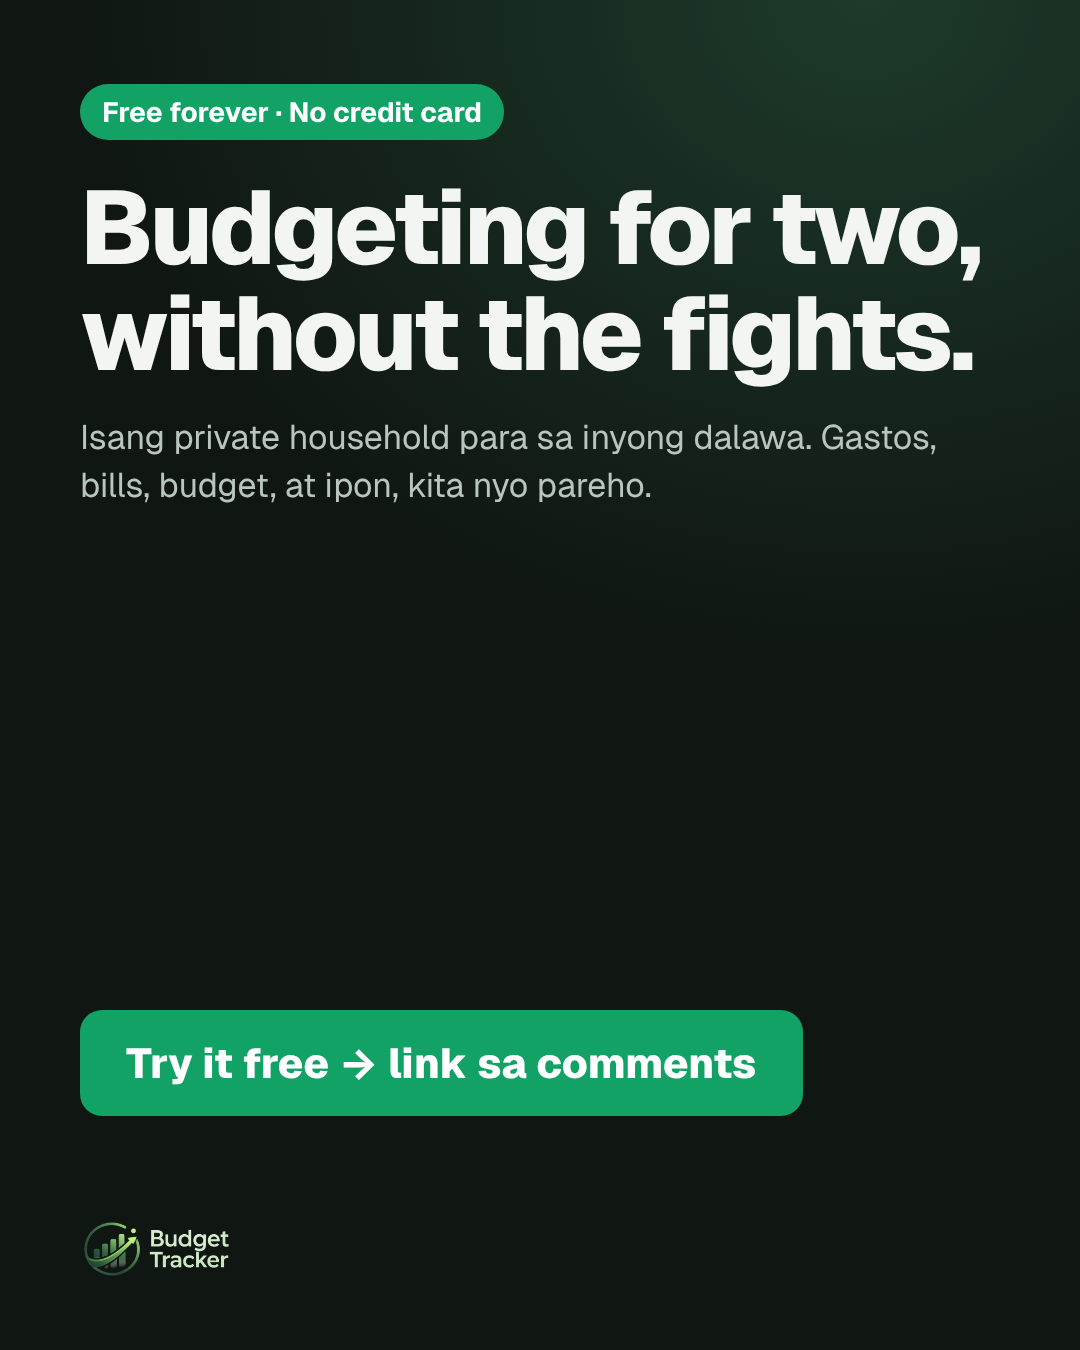 Free forever · No credit card
Budgeting for two,
without the fights.
Isang private household para sa inyong dalawa. Gastos,
bills, budget, at ipon, kita nyo pareho.
Try it free → link sa comments
Budget
Tracker